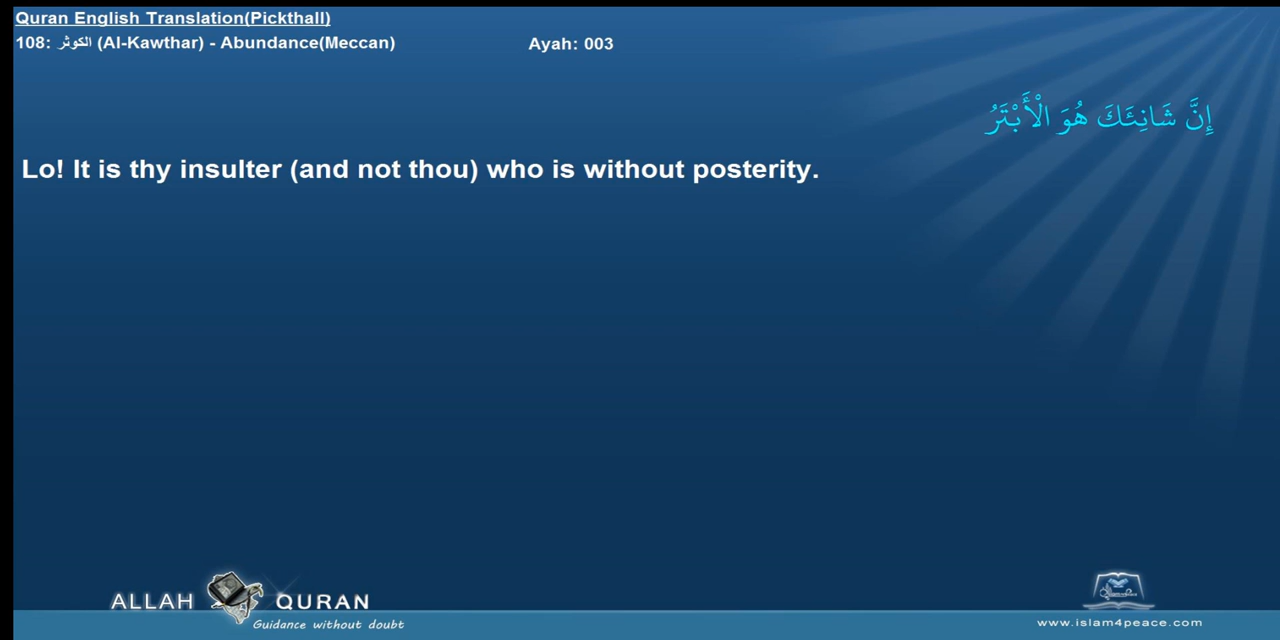 Quran English Translation(Pickthall)
108: الكوثر (Al-Kawthar) - Abundance(Meccan) Ayah: 003
إِنَّ شَانِئَكَ هُوَ الْأَبْتَرُ
Lo! It is thy insulter (and not thou) who is without posterity.
ALLAH QURAN
Guidance without doubt
www.islam4peace.com